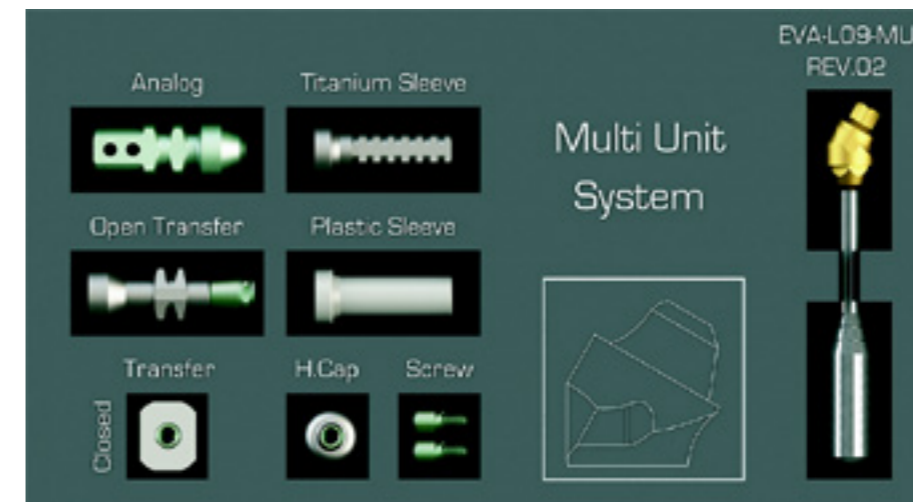 EVA-L09-MU
REV.02
Analog
Titanium Sleeve
Multi Unit
System
Open Transfer
Plastic Sleeve
Transfer
H.Cap
Screw
Closed